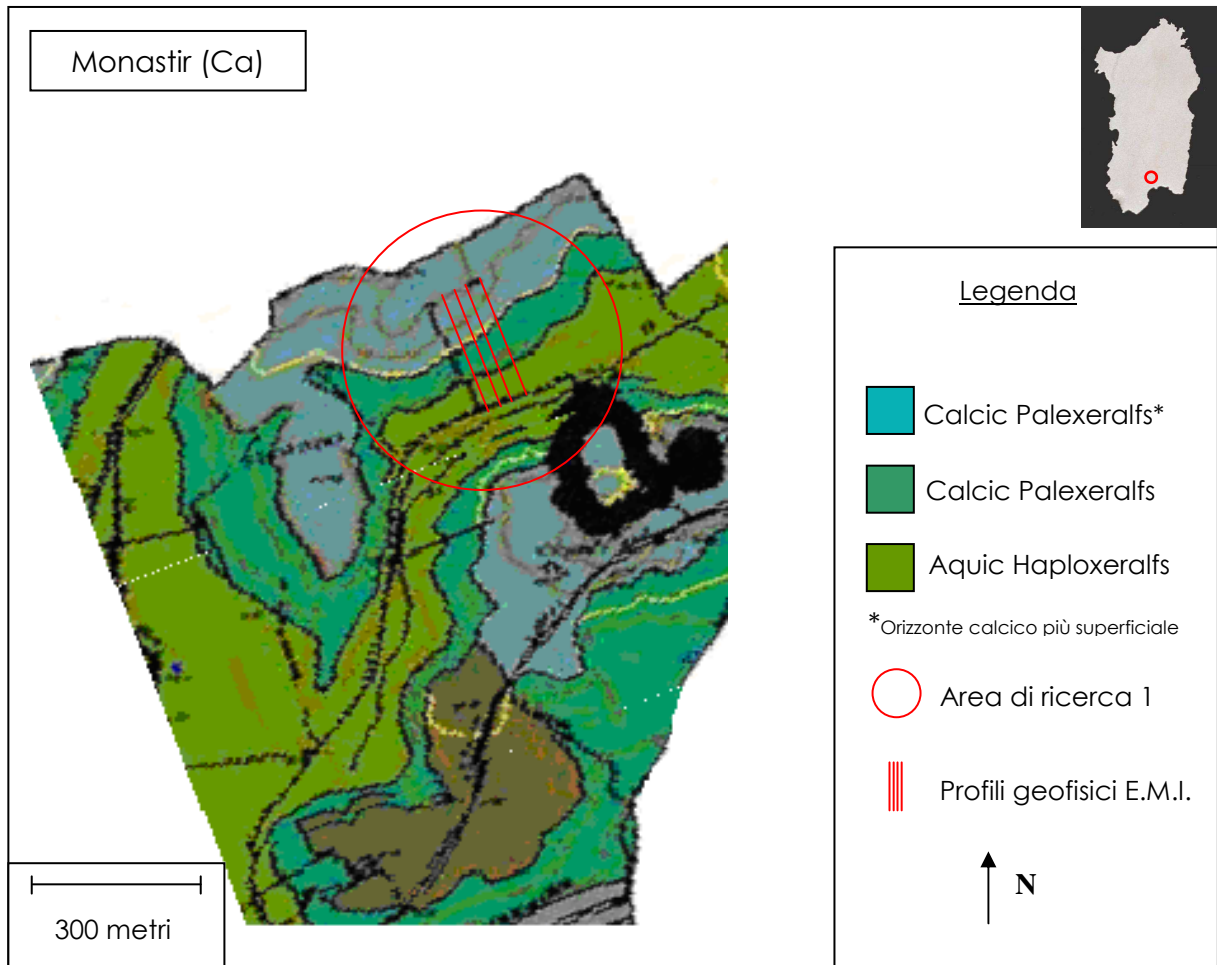 Monastir (Ca)
Legenda
Calcic Palexeralfs*
Calcic Palexeralfs
Aquic Haploxeralfs
*Orizzonte calcico più superficiale
Area di ricerca 1
Profili geofisici E.M.I.
N
300 metri